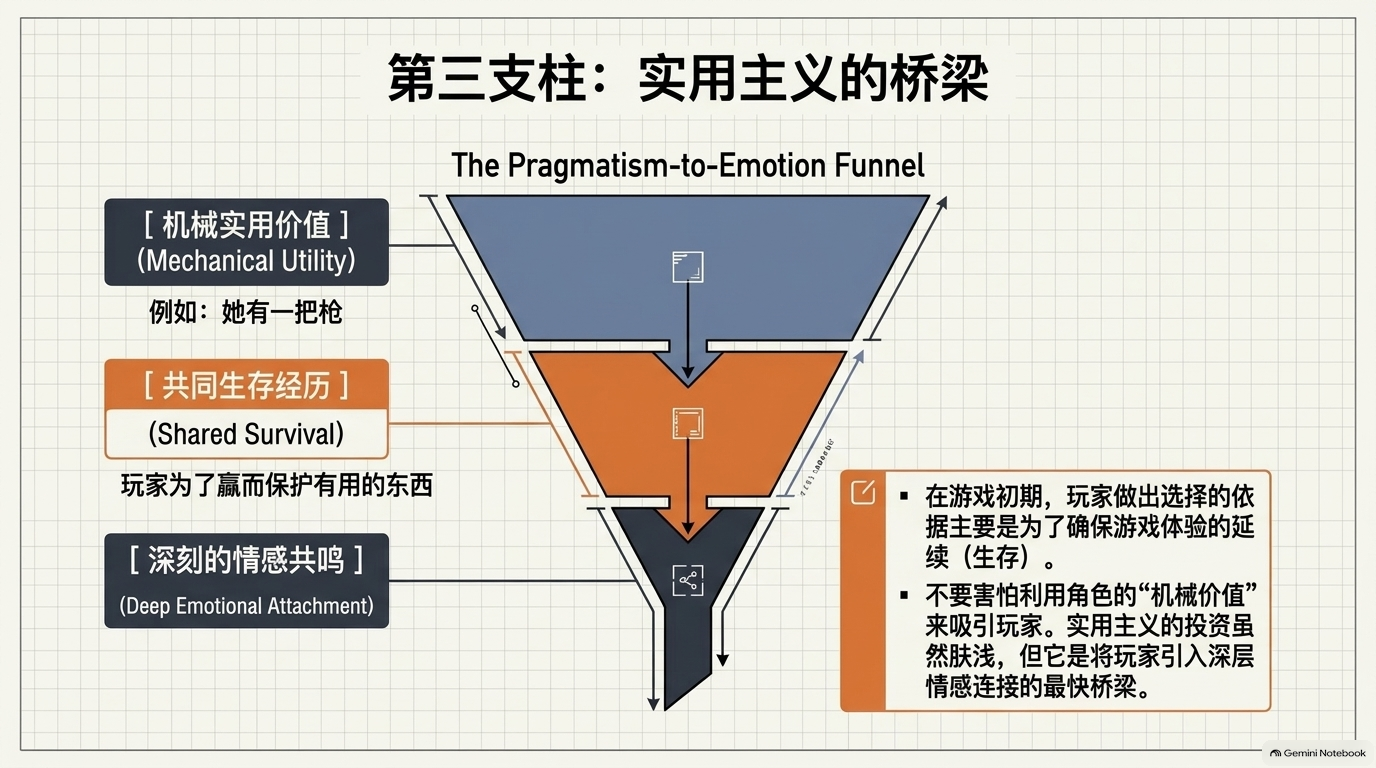 第三支柱：实用主义的桥梁
The Pragmatism-to-Emotion Funnel
[ 机械实用价值 ]
(Mechanical Utility)
例如：她有一把枪
[ 共同生存经历 ]
(Shared Survival)
玩家为了赢而保护有用的东西
[ 深刻的情感共鸣 ]
(Deep Emotional Attachment)
▪ 在游戏初期，玩家做出选择的依
据主要是为了确保游戏体验的延
续（生存）。
▪ 不要害怕利用角色的“机械价值”
来吸引玩家。实用主义的投资虽
然肤浅，但它是将玩家引入深层
情感连接的最快桥梁。
Gemini Notebook